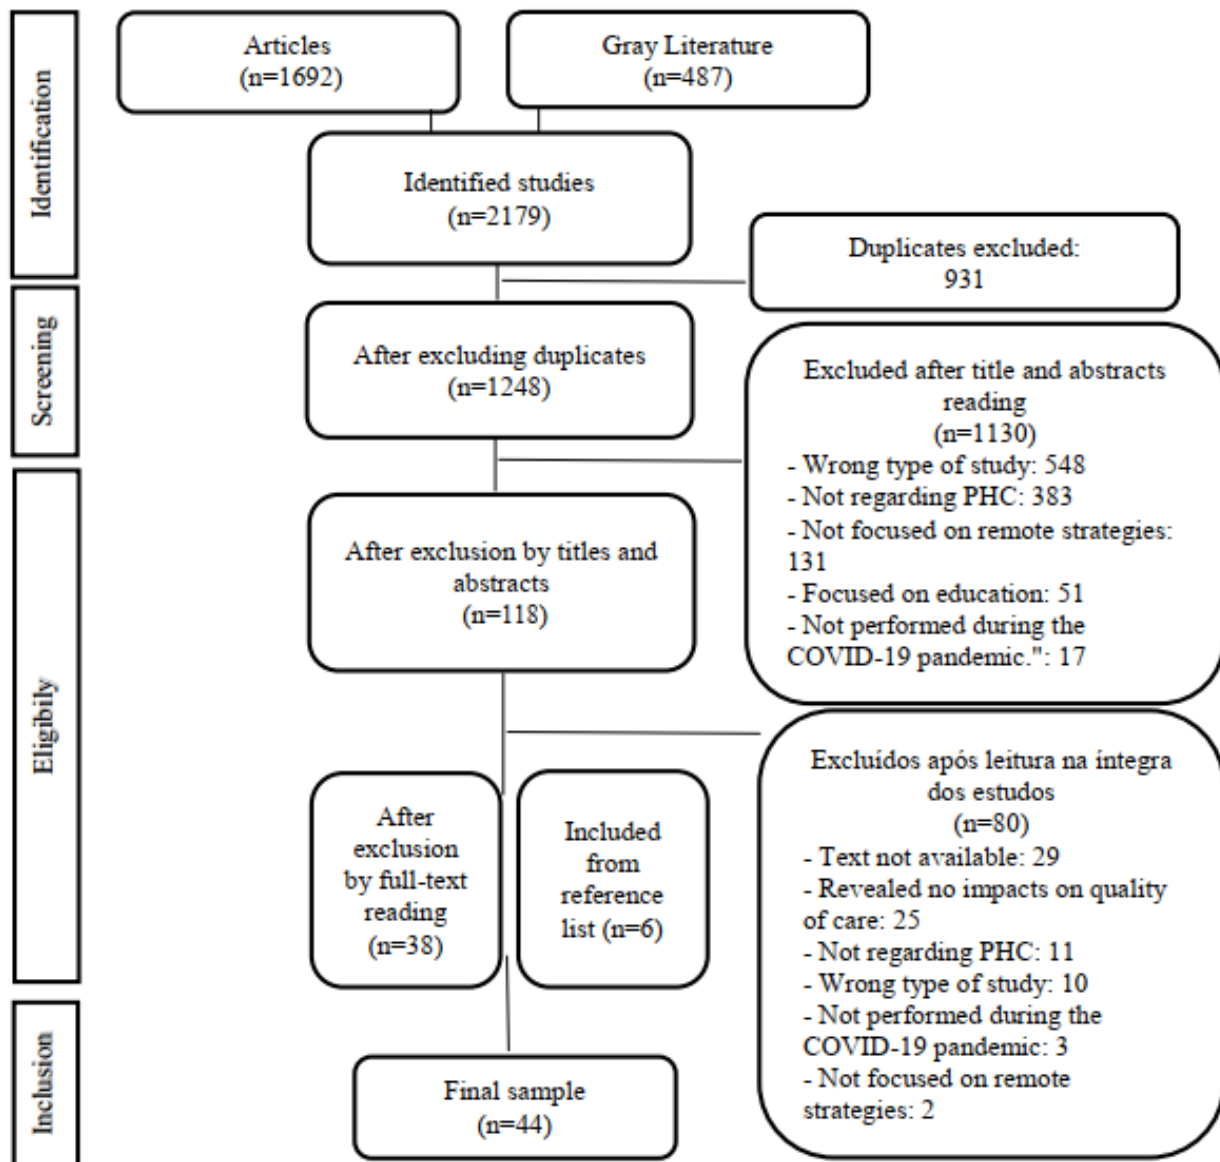 Identification
Articles
(n=1692)
Gray Literature
(n=487)
Identified studies
(n=2179)
Duplicates excluded:
931
Screening
After excluding duplicates
(n=1248)
Excluded after title and abstracts
reading
(n=1130)
- Wrong type of study: 548
- Not regarding PHC: 383
- Not focused on remote strategies:
131
- Focused on education: 51
- Not performed during the
COVID-19 pandemic.": 17
Eligibily
After exclusion by titles and
abstracts
(n=118)
Excluídos após leitura na íntegra
dos estudos
(n=80)
- Text not available: 29
- Revealed no impacts on quality
of care: 25
- Not regarding PHC: 11
- Wrong type of study: 10
- Not performed during the
COVID-19 pandemic: 3
- Not focused on remote
strategies: 2
After
exclusion
by full-text
reading
(n=38)
Included
from
reference
list (n=6)
Inclusion
Final sample
(n=44)